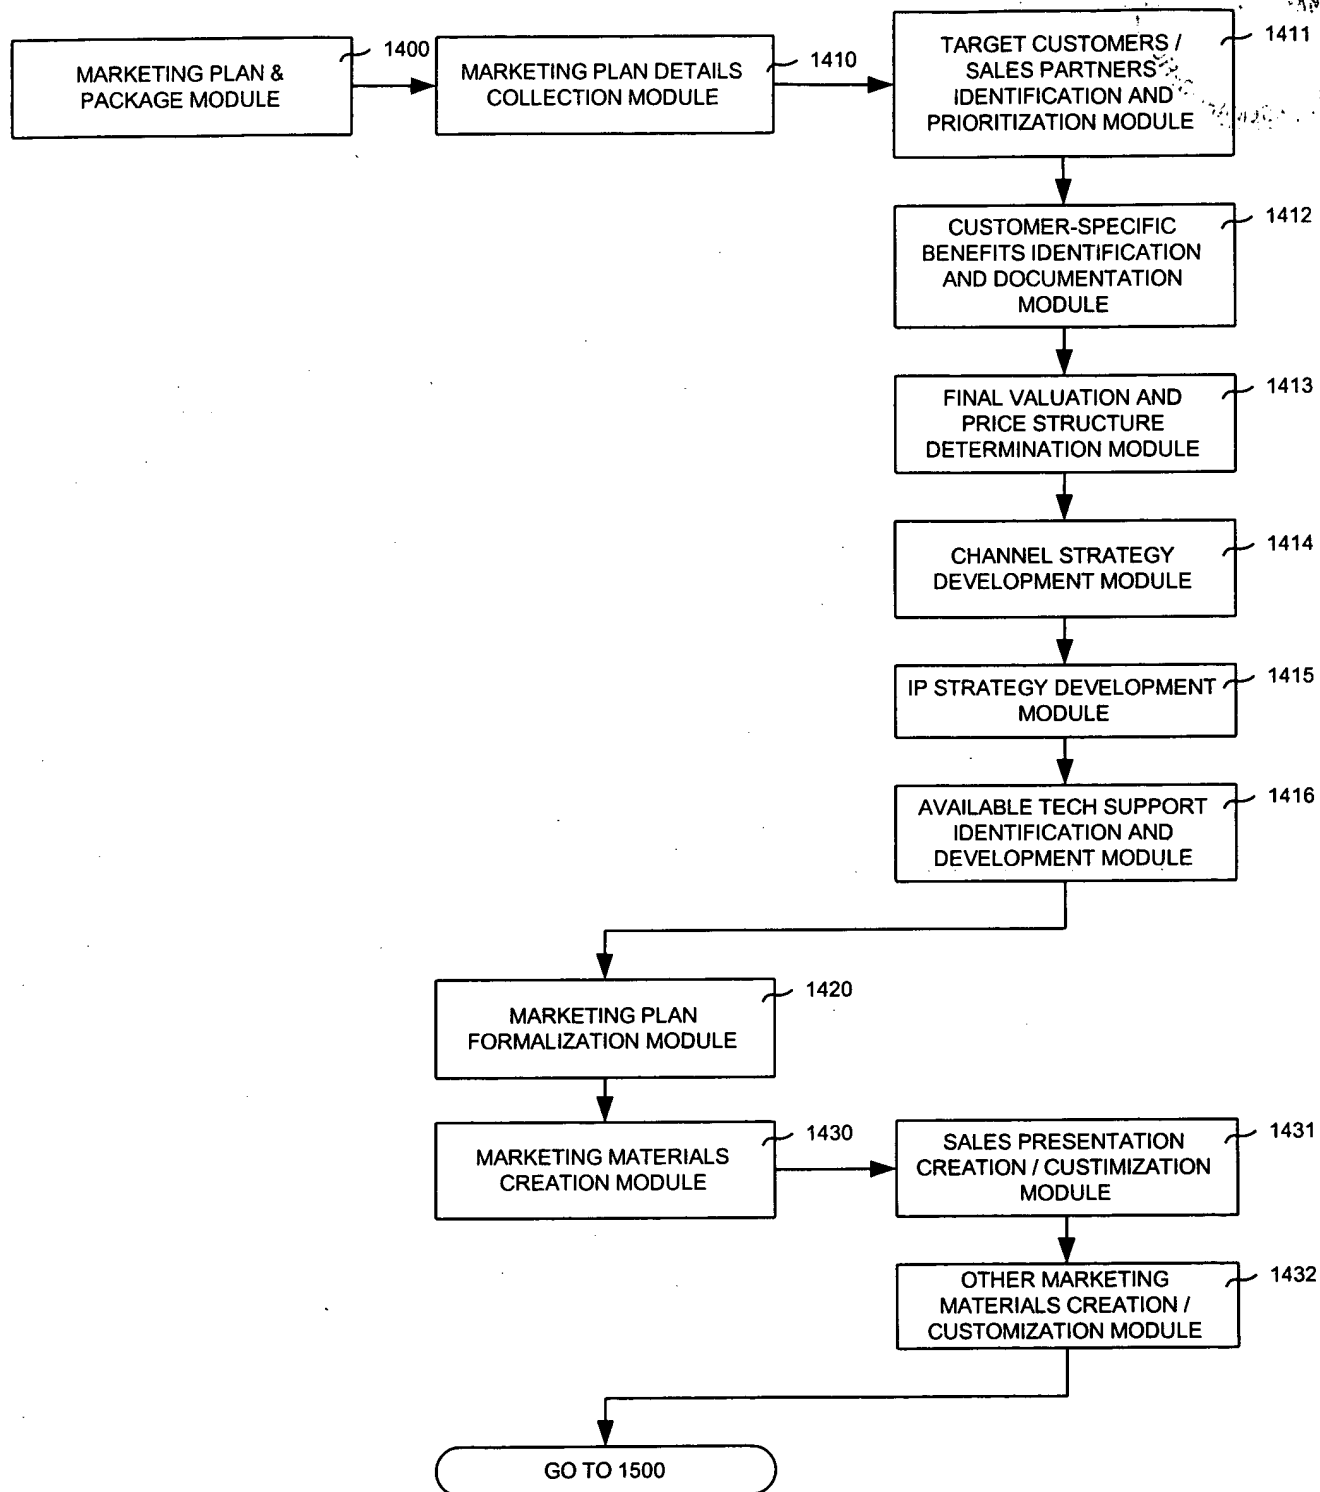 MARKETING PLAN &
PACKAGE MODULE
1400
MARKETING PLAN DETAILS
COLLECTION MODULE
1410
TARGET CUSTOMERS /
SALES PARTNERS
IDENTIFICATION AND
PRIORITIZATION MODULE
1411
CUSTOMER-SPECIFIC
BENEFITS IDENTIFICATION
AND DOCUMENTATION
MODULE
1412
FINAL VALUATION AND
PRICE STRUCTURE
DETERMINATION MODULE
1413
CHANNEL STRATEGY
DEVELOPMENT MODULE
1414
IP STRATEGY DEVELOPMENT
MODULE
1415
AVAILABLE TECH SUPPORT
IDENTIFICATION AND
DEVELOPMENT MODULE
1416
MARKETING PLAN
FORMALIZATION MODULE
1420
MARKETING MATERIALS
CREATION MODULE
1430
SALES PRESENTATION
CREATION / CUSTIMIZATION
MODULE
1431
OTHER MARKETING
MATERIALS CREATION /
CUSTOMIZATION MODULE
1432
GO TO 1500